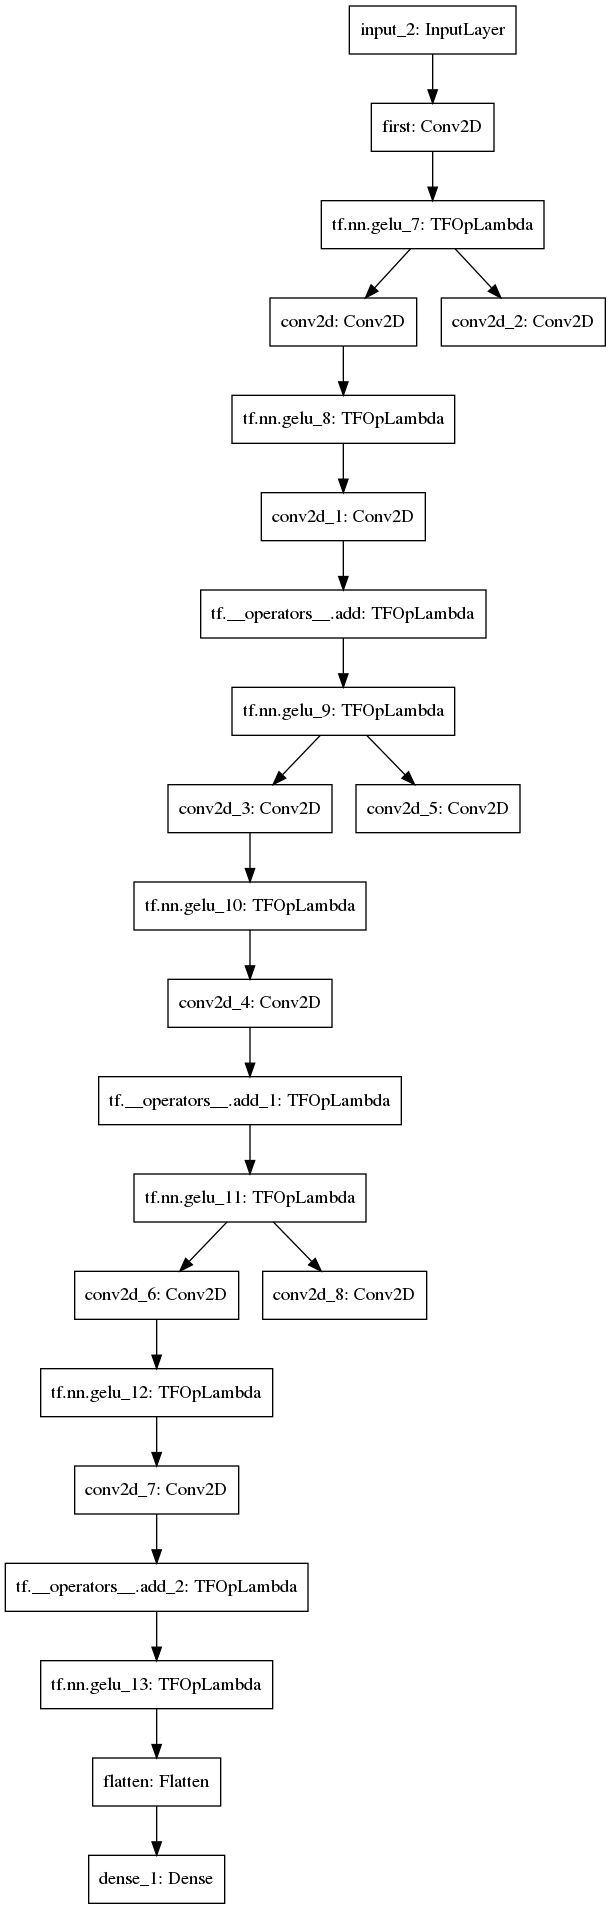 input_2: InputLayer
first: Conv2D
tf.nn.gelu_7: TFOpLambda
conv2d: Conv2D
conv2d_2: Conv2D
tf.nn.gelu_8: TFOpLambda
conv2d_1: Conv2D
tf.__operators__.add: TFOpLambda
tf.nn.gelu_9: TFOpLambda
conv2d_3: Conv2D
conv2d_5: Conv2D
tf.nn.gelu_10: TFOpLambda
conv2d_4: Conv2D
tf.__operators__.add_1: TFOpLambda
tf.nn.gelu_11: TFOpLambda
conv2d_6: Conv2D
conv2d_8: Conv2D
tf.nn.gelu_12: TFOpLambda
conv2d_7: Conv2D
tf.__operators__.add_2: TFOpLambda
tf.nn.gelu_13: TFOpLambda
flatten: Flatten
dense_1: Dense